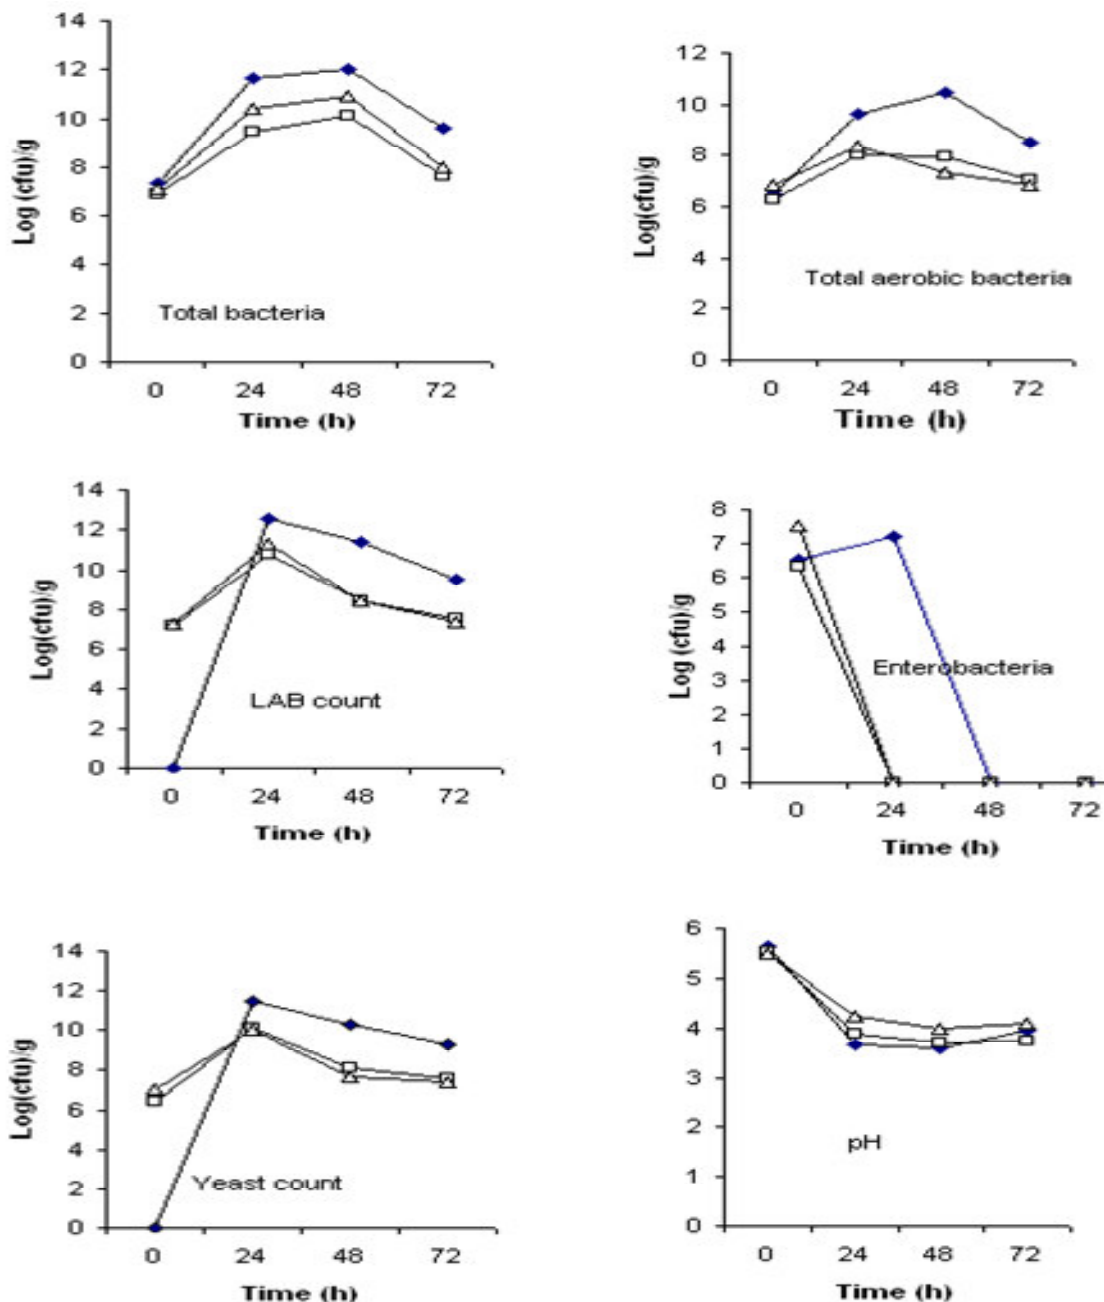 14
12
10
8
6
4
2
0
Log (cfu)/g
Total bacteria
0 24 48 72
Time (h)
12
10
8
6
4
2
0
Log(cfu)/g
Total aerobic bacteria
0 24 48 72
Time (h)
14
12
10
8
6
4
2
0
Log(cfu)/g
LAB count
0 24 48 72
Time (h)
8
7
6
5
4
3
2
1
0
Log (cfu)/g
Enterobacteria
0 24 48 72
Time (h)
14
12
10
8
6
4
2
0
Log(cfu)/g
Yeast count
0 24 48 72
Time (h)
6
5
4
3
2
1
0
pH
0 24 48 72
Time (h)